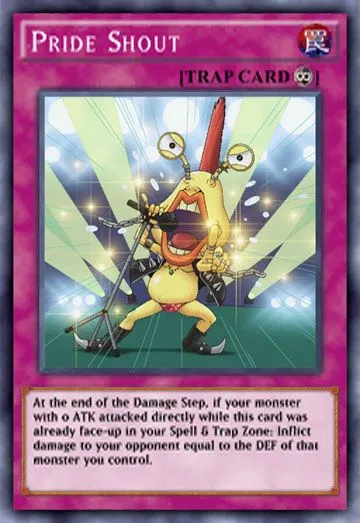 PRIDE SHOUT
罠
[TRAP CARD ]
At the end of the Damage Step, if your monster
with 0 ATK attacked directly while this card was
already face-up in your Spell & Trap Zone: Inflict
damage to your opponent equal to the DEF of that
monster you control.